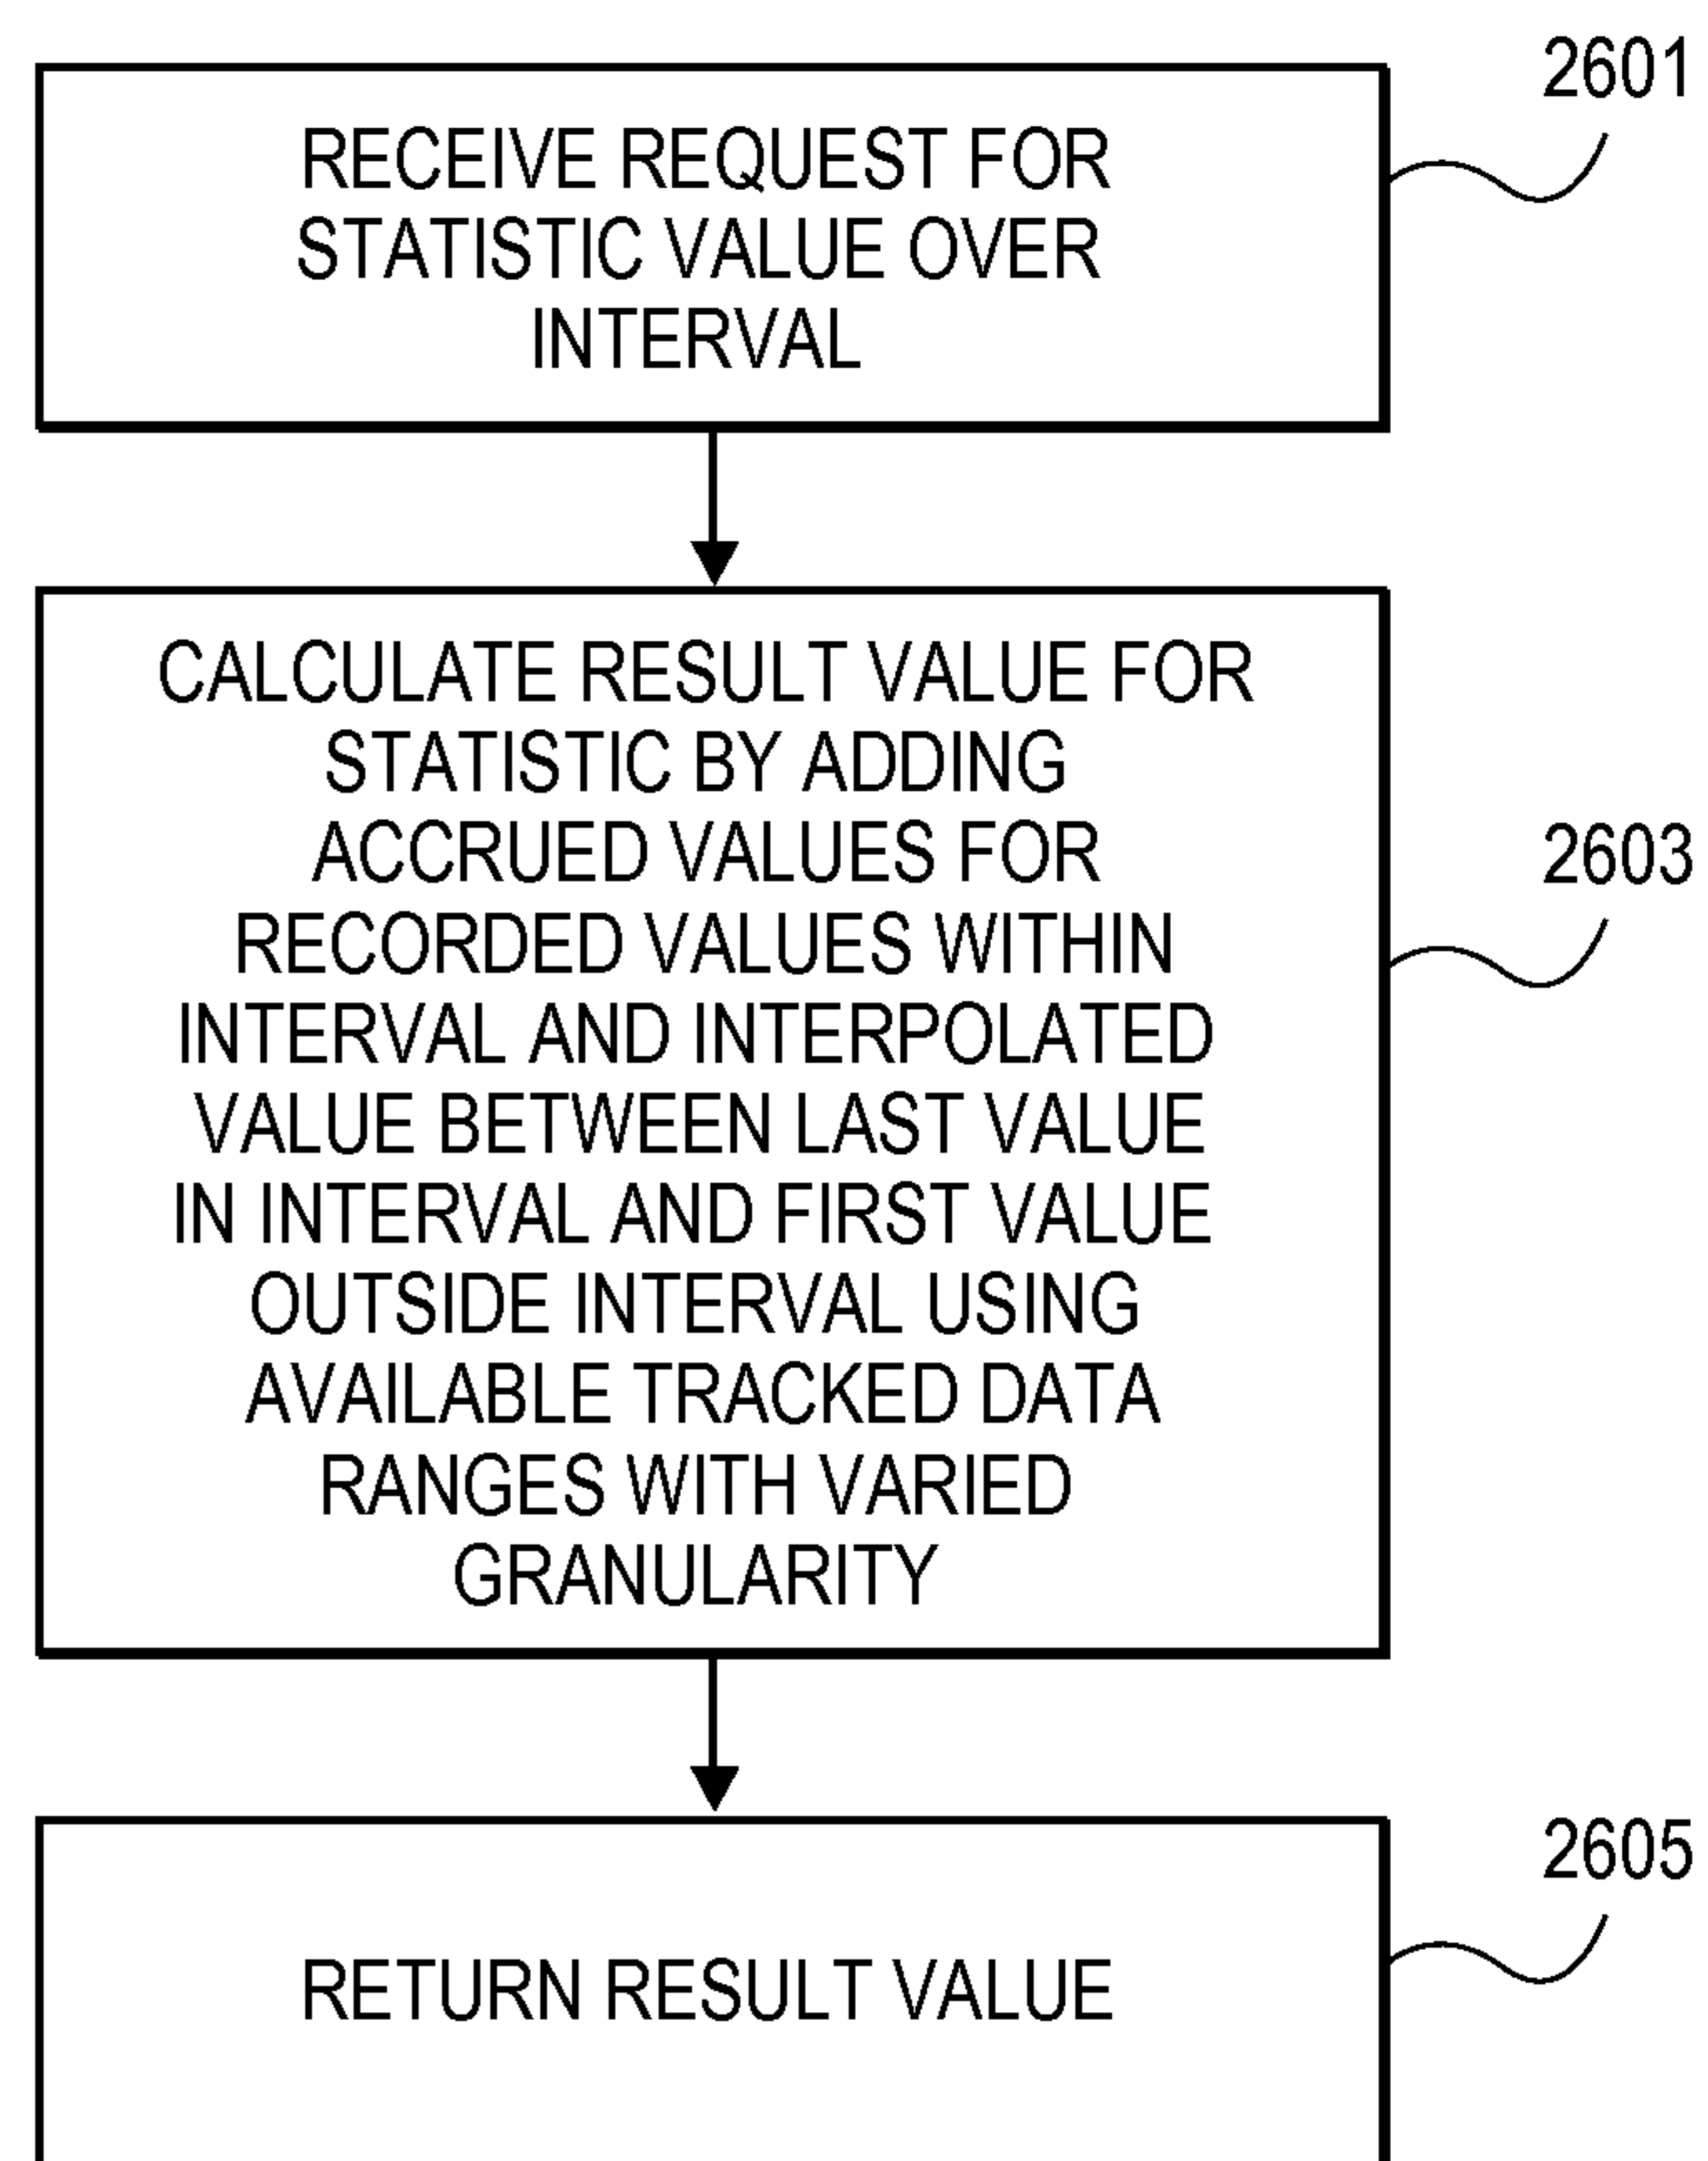 2601
RECEIVE REQUEST FOR
STATISTIC VALUE OVER
INTERVAL
CALCULATE RESULT VALUE FOR
STATISTIC BY ADDING
ACCRUED VALUES FOR
RECORDED VALUES WITHIN
INTERVAL AND INTERPOLATED
VALUE BETWEEN LAST VALUE
IN INTERVAL AND FIRST VALUE
OUTSIDE INTERVAL USING
AVAILABLE TRACKED DATA
RANGES WITH VARIED
GRANULARITY
2603
2605
RETURN RESULT VALUE